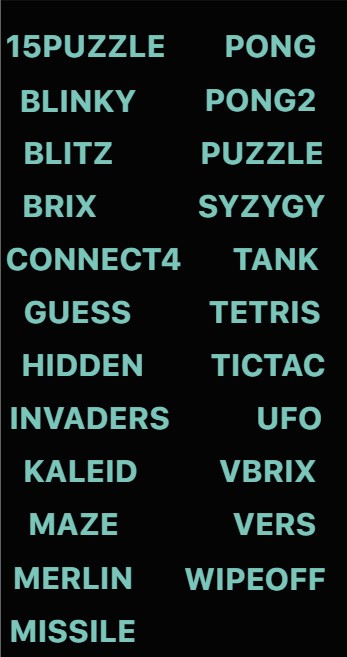 15PUZZLE
BLINKY
BLITZ
BRIX
CONNECT4
GUESS
HIDDEN
INVADERS
KALEID
MAZE
MERLIN
MISSILE
PONG
PONG2
PUZZLE
SYZYGY
TANK
TETRIS
TICTAC
UFO
VBRIX
VERS
WIPEOFF